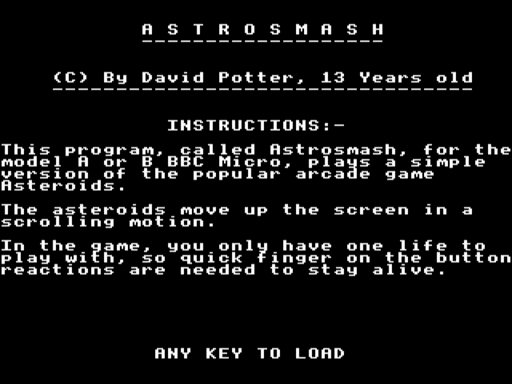 A S T R O S M A S H
(C) By David Potter, 13 Years old
INSTRUCTIONS:-
This program, called Astrosmash, for the
model A or B BBC Micro, plays a simple
version of the popular arcade game
Asteroids.
The asteroids move up the screen in a
scrolling motion.
In the game, you only have one life to
play with, so quick finger on the button
reactions are needed to stay alive.
ANY KEY TO LOAD